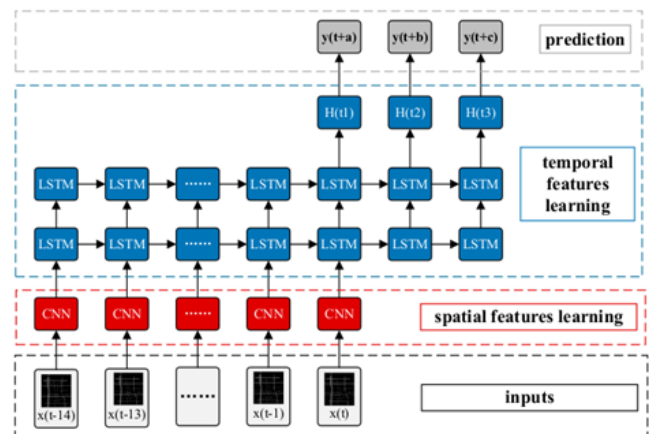 y(t+a) y(t+b) y(t+c) prediction
H(t1) H(t2) H(t3)
temporal
features
learning
LSTM LSTM ...... LSTM LSTM LSTM LSTM
LSTM LSTM ...... LSTM LSTM LSTM LSTM
CNN CNN ...... CNN CNN spatial features learning
x(t-14) x(t-13) ...... x(t-1) x(t) inputs